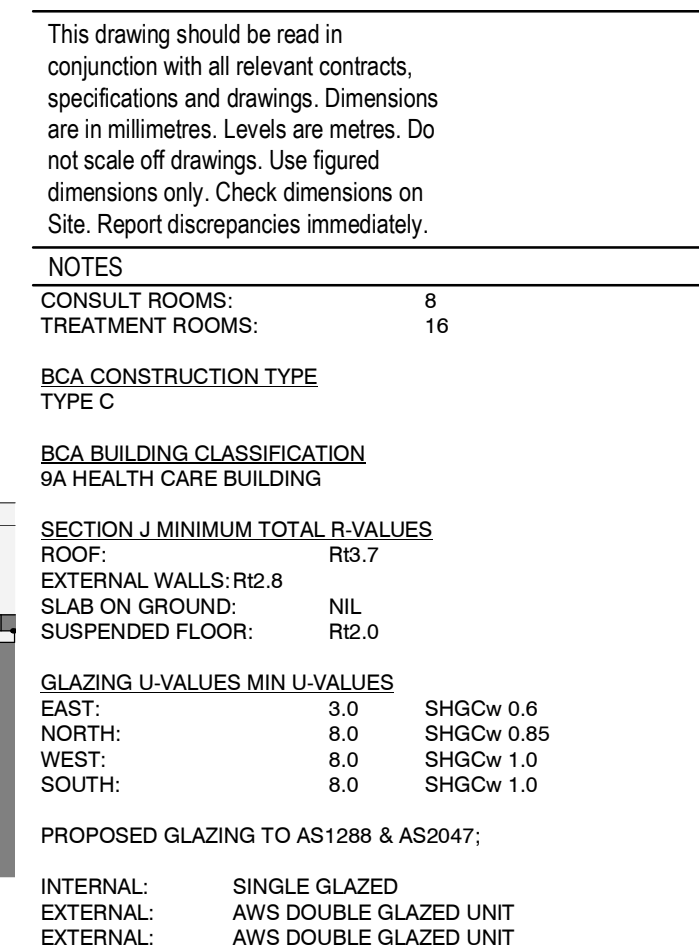 This drawing should be read in
conjunction with all relevant contracts,
specifications and drawings. Dimensions
are in millimetres. Levels are metres. Do
not scale off drawings. Use figured
dimensions only. Check dimensions on
Site. Report discrepancies immediately.
NOTES
CONSULT ROOMS: 8
TREATMENT ROOMS: 16
BCA CONSTRUCTION TYPE
TYPE C
BCA BUILDING CLASSIFICATION
9A HEALTH CARE BUILDING
SECTION J MINIMUM TOTAL R-VALUES
ROOF: Rt3.7
EXTERNAL WALLS: Rt2.8
SLAB ON GROUND: NIL
SUSPENDED FLOOR: Rt2.0
GLAZING U-VALUES MIN U-VALUES
EAST: 3.0 SHGCw 0.6
NORTH: 8.0 SHGCw 0.85
WEST: 8.0 SHGCw 1.0
SOUTH: 8.0 SHGCw 1.0
PROPOSED GLAZING TO AS1288 & AS2047;
INTERNAL: SINGLE GLAZED
EXTERNAL: AWS DOUBLE GLAZED UNIT
EXTERNAL: AWS DOUBLE GLAZED UNIT